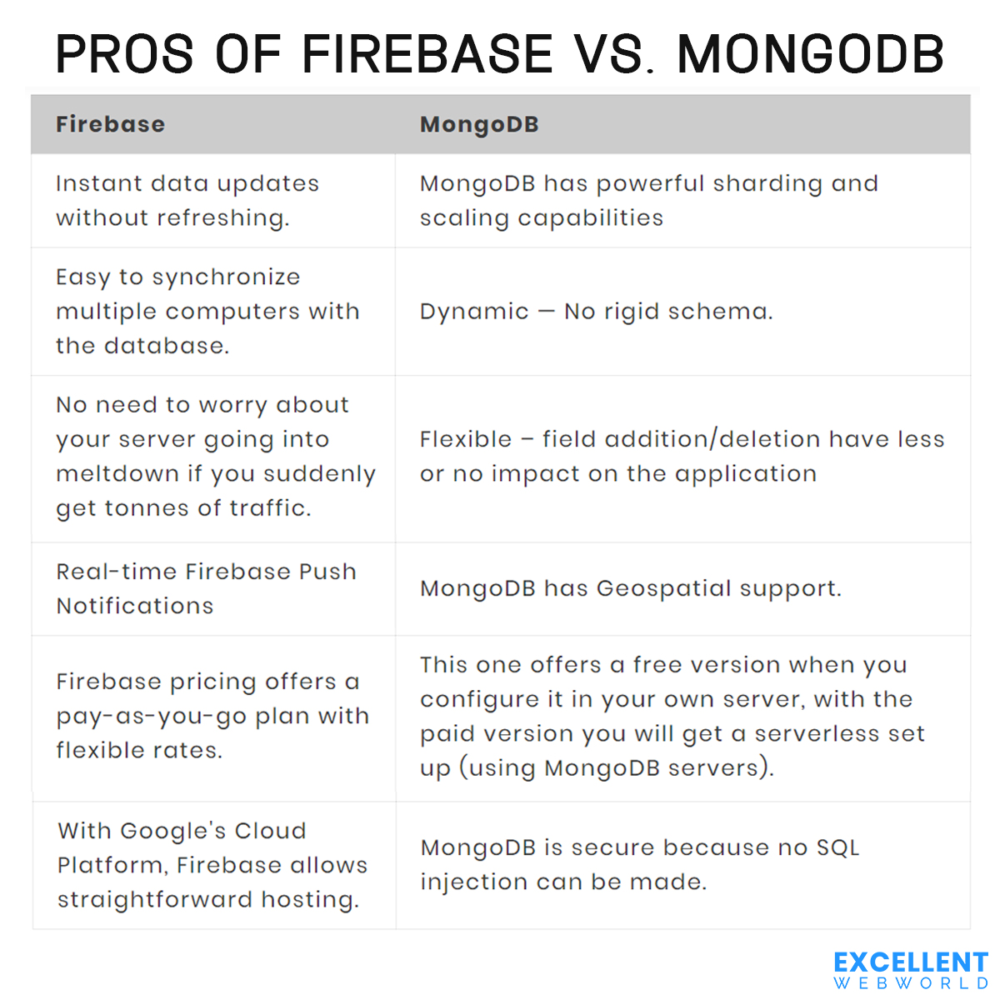 PROS OF FIREBASE VS. MONGODB
Firebase
MongoDB
Instant data updates
without refreshing.
MongoDB has powerful sharding and
scaling capabilities
Easy to synchronize
multiple computers with
the database.
Dynamic — No rigid schema.
No need to worry about
your server going into
meltdown if you suddenly
get tonnes of traffic.
Flexible – field addition/deletion have less
or no impact on the application
Real-time Firebase Push
Notifications
MongoDB has Geospatial support.
Firebase pricing offers a
pay-as-you-go plan with
flexible rates.
This one offers a free version when you
configure it in your own server, with the
paid version you will get a serverless set
up (using MongoDB servers).
With Google's Cloud
Platform, Firebase allows
straightforward hosting.
MongoDB is secure because no SQL
injection can be made.
EXCELLENT
WEBWORLD